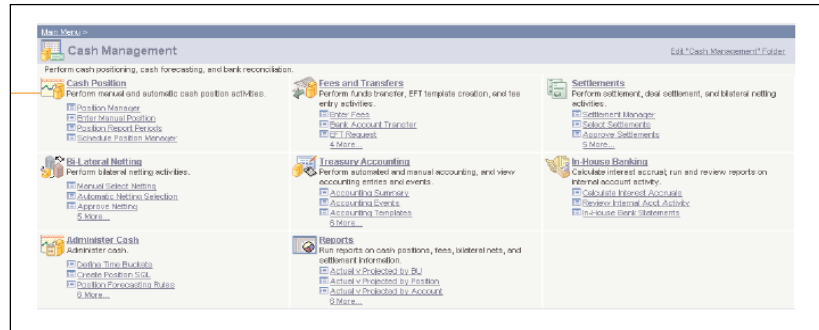 Main Menu >
Cash Management
Edit "Cash Management" Folder
Perform cash positioning, cash forecasting, and bank reconciliation.
Cash Position
Perform manual and automatic cash position activities.
Position Manager
Enter Manual Position
Position Report Periods
Schedule Position Manager
Fees and Transfers
Perform funds transfer, EFT template creation, and fee
entry activities.
Enter Fees
Bank Account Transfer
EFT Request
4 More...
Settlements
Perform settlement, deal settlement, and bilateral netting
activities.
Settlement Manager
Select Settlements
Approve Settlements
5 More...
Bi-Lateral Netting
Perform bilateral netting activities.
Manual Select Netting
Automatic Netting Selection
Approve Netting
5 More...
Treasury Accounting
Perform automated and manual accounting, and view
accounting entries and events.
Accounting Summary
Accounting Events
Accounting Templates
6 More...
In-House Banking
Calculate interest accrual; run and review reports on
internal account activity.
Calculate Interest Accruals
Review Internal Acct Activity
In-House Bank Statements
Administer Cash
Administer cash.
Define Time Buckets
Create Position SQL
Position Forecasting Rules
6 More...
Reports
Run reports on cash positions, fees, bilateral nets, and
settlement information.
Actual v Projected by BU
Actual v Projected by Position
Actual v Projected by Account
6 More...